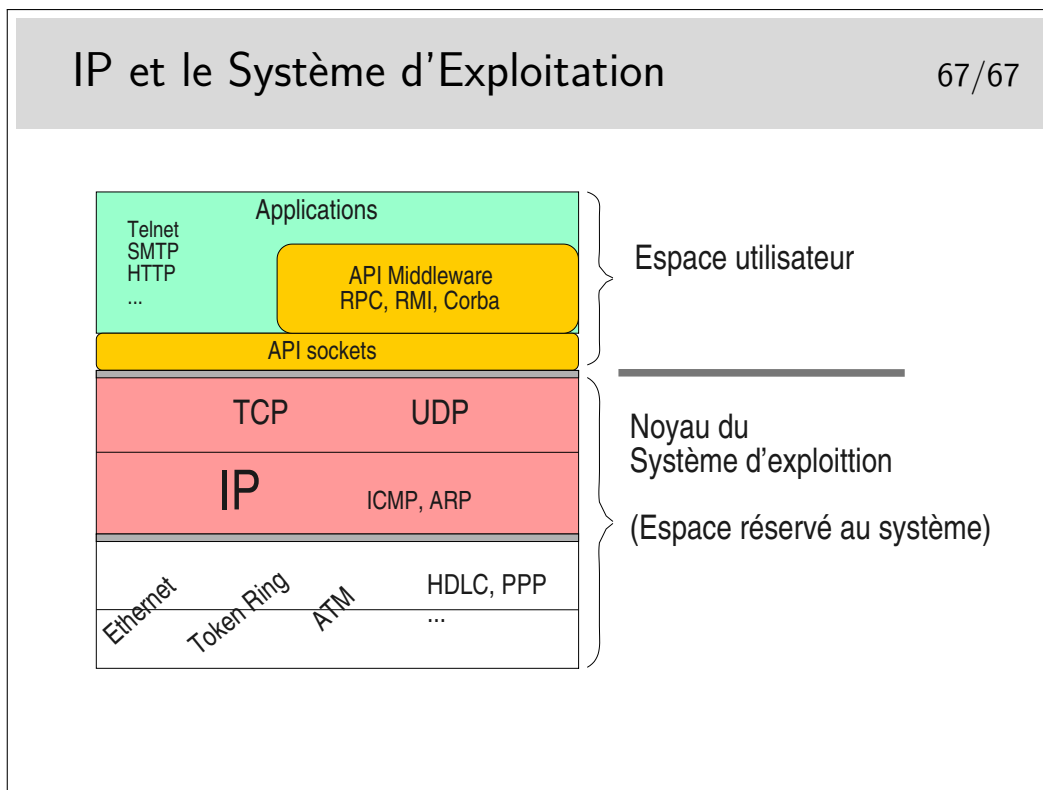 IP et le Système d'Exploitation
67/67
Applications
Telnet
SMTP
HTTP
...
API Middleware
RPC, RMI, Corba
API sockets
Espace utilisateur
TCP
UDP
IP
ICMP, ARP
Noyau du
Système d'exploittion
(Espace réservé au système)
Ethernet
Token Ring
ATM
HDLC, PPP
...